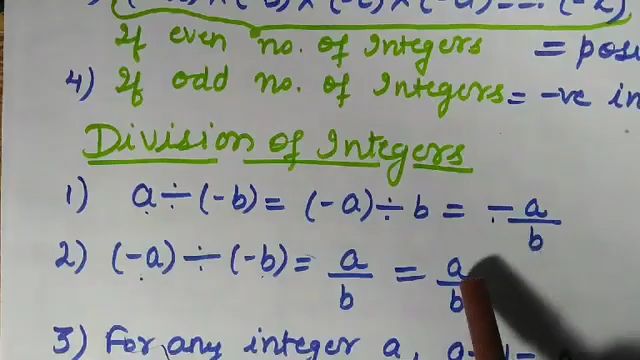 If even no. of Integers = posi
4) If odd no. of Integers = -ve in
Division of Integers
1) a ÷ (-b) = (-a) ÷ b = - a/b
2) (-a) ÷ (-b) = a/b = a/b
3) For any integer a,